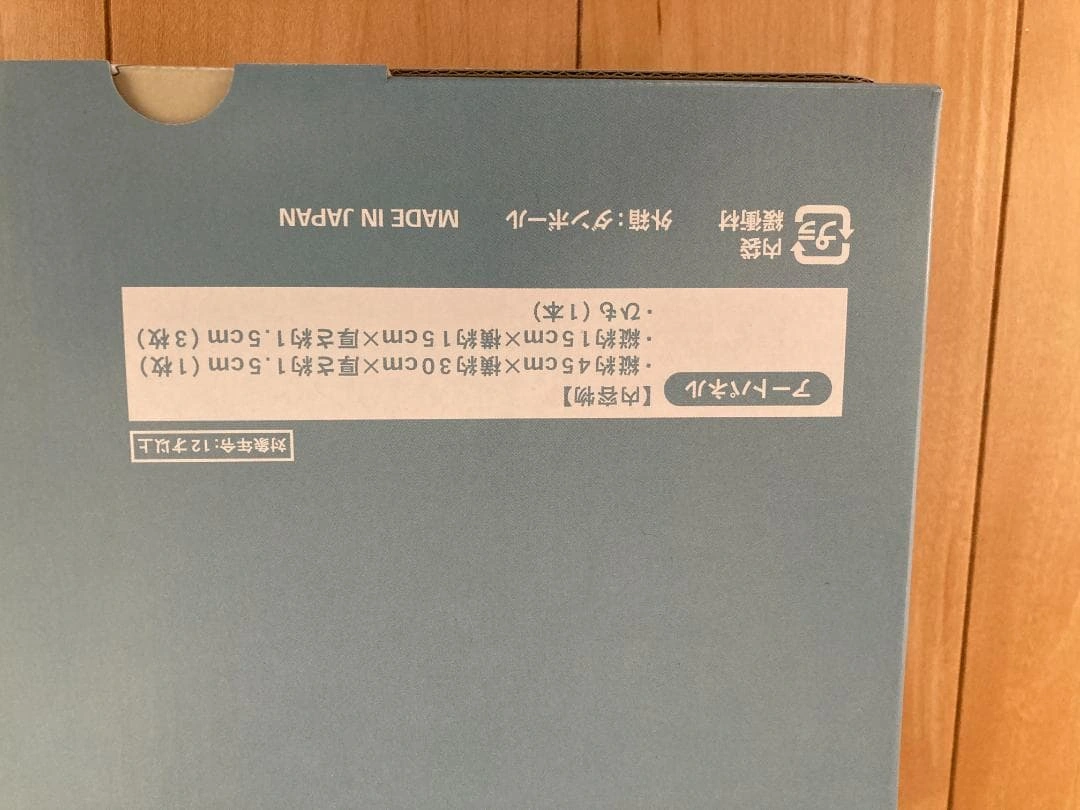 対象年令:12才以上
アートパネル
【内容物】
・縦約45cm×横約30cm×厚さ約1.5cm（1枚）
・縦約15cm×横約15cm×厚さ約1.5cm（3枚）
・ひも（1本）
プラ
内袋
緩衝材
外箱:ダンボール
MADE IN JAPAN